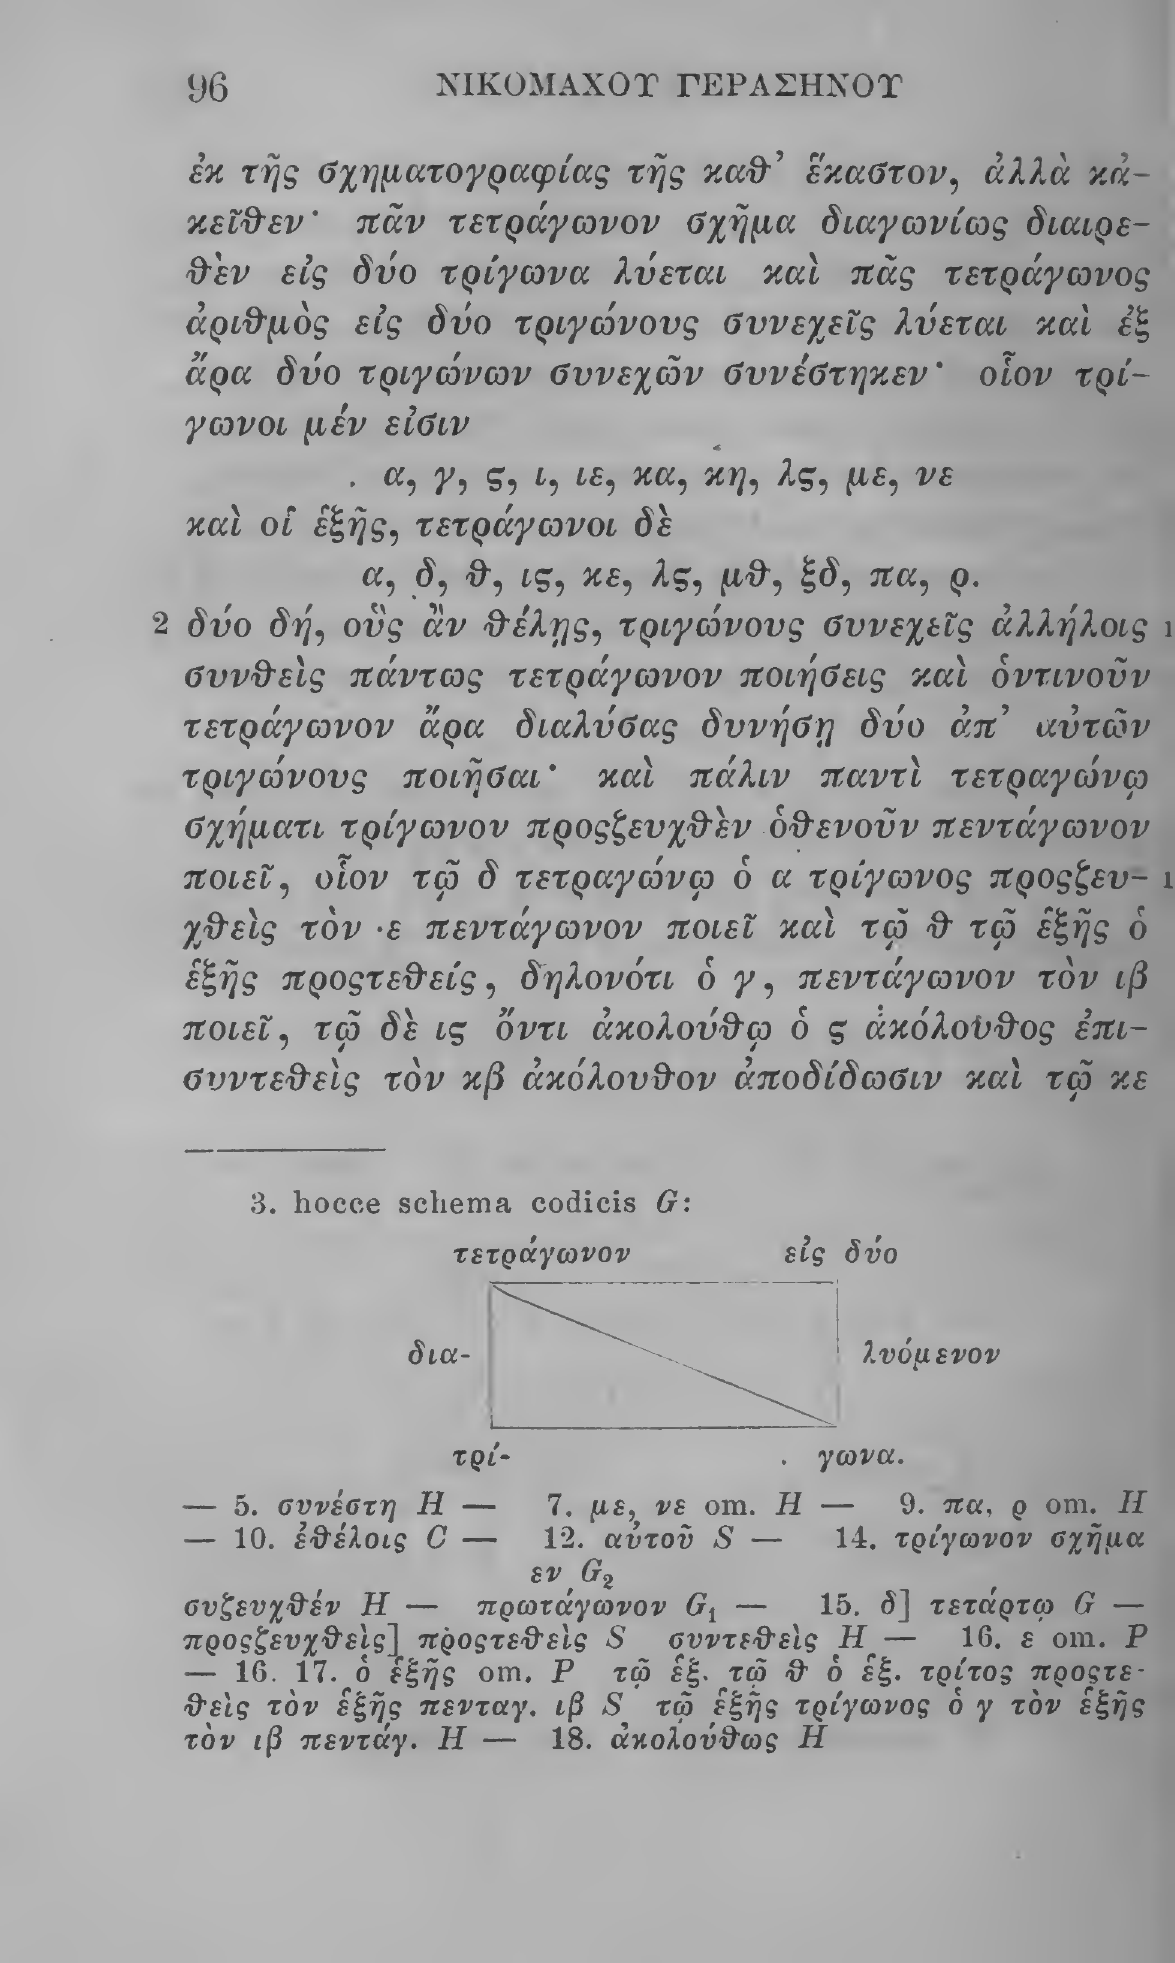 96 ΝΙΚΟΜΑΧΟΥ ΓΕΡΑΣΗΝΟΥ
ἐκ τῆς σχηματογραφίας τῆς καθ’ ἕκαστον, ἀλλὰ κἀ-
κεῖθεν· πᾶν τετράγωνον σχῆμα διαγωνίως διαιρε-
θὲν εἰς δύο τρίγωνα λύεται καὶ πᾶς τετράγωνος
ἀριθμὸς εἰς δύο τριγώνους συνεχεῖς λύεται καὶ ἐξ
ἄρα δύο τριγώνων συνεχῶν συνέστηκεν· οἷον τρί-
γωνοι μέν εἰσιν
α, γ, ϛ, ι, ιε, κα, κη, λϛ, με, νε
καὶ οἱ ἑξῆς, τετράγωνοι δὲ
α, δ, θ, ιϛ, κε, λϛ, μθ, ξδ, πα, ρ.
2 δύο δή, οὓς ἂν θέλῃς, τριγώνους συνεχεῖς ἀλλήλοις 1
συνθεὶς πάντως τετράγωνον ποιήσεις καὶ ὁντινοῦν
τετράγωνον ἄρα διαλύσας δυνήσῃ δύο ἀπ’ αὐτῶν
τριγώνους ποιῆσαι· καὶ πάλιν παντὶ τετραγώνῳ
σχήματι τρίγωνον προςζευχθὲν ὁθενοῦν πεντάγωνον
ποιεῖ, οἷον τῷ δ τετραγώνῳ ὁ α τρίγωνος προςζευ- 1
χθεὶς τὸν ε πεντάγωνον ποιεῖ καὶ τῷ θ τῷ ἑξῆς ὁ
ἑξῆς προςτεθείς, δηλονότι ὁ γ, πεντάγωνον τὸν ιβ
ποιεῖ, τῷ δὲ ιϛ ὄντι ἀκολούθῳ ὁ ϛ ἀκόλουθος ἐπι-
συντεθεὶς τὸν κβ ἀκόλουθον ἀποδίδωσιν καὶ τῷ κε
3. hocce schema codicis G:
τετράγωνον εἰς δύο
δια- λυόμενον
τρί- γωνα.
— 5. συνέστη H — 7. με, νε om. H — 9. πα, ρ om. H
— 10. ἐθέλοις C — 12. αὐτοῦ S — 14. τρίγωνον σχῆμα
εν G₂
συζευχθέν H — πρωτάγωνον G₁ — 15. δ] τετάρτῳ G —
προςζευχθεὶς] πρὸςτεθεὶς S συντεθεὶς H — 16. ε om. P
— 16. 17. ὁ ἑξῆς om. P τῷ ἑξ. τῷ θ ὁ ἑξ. τρίτος προςτε-
θεὶς τὸν ἑξῆς πενταγ. ιβ S τῷ ἑξῆς τρίγωνος ὁ γ τὸν ἑξῆς
τὸν ιβ πεντάγ. H — 18. ἀκολούθως H